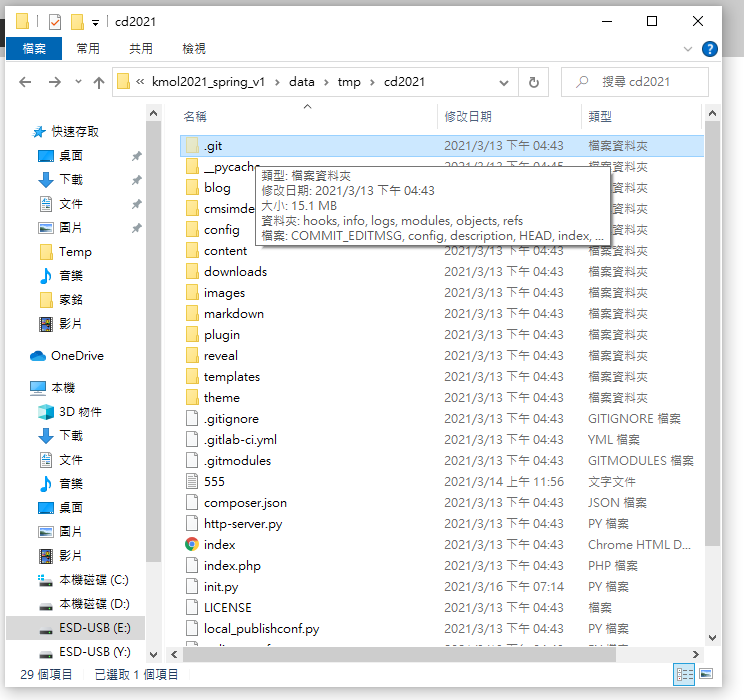 cd2021
檔案 常用 共用 檢視
« kmol2021_spring_v1 › data › tmp › cd2021
搜尋 cd2021
快速存取
桌面
下載
文件
圖片
Temp
音樂
家銘
影片
OneDrive
本機
3D 物件
下載
文件
音樂
桌面
圖片
影片
本機磁碟 (C:)
本機磁碟 (D:)
ESD-USB (E:)
ESD-USB (Y:)
名稱 修改日期 類型
.git 2021/3/13 下午 04:43 檔案資料夾
__pycache 2021/3/13 下午 04:45 檔案資料夾
類型: 檔案資料夾
修改日期: 2021/3/13 下午 04:43
大小: 15.1 MB
資料夾: hooks, info, logs, modules, objects, refs
檔案: COMMIT_EDITMSG, config, description, HEAD, index, ...
blog 檔案資料夾
cmsimde 檔案資料夾
config 檔案資料夾
content 2021/3/13 下午 04:43 檔案資料夾
downloads 2021/3/13 下午 04:43 檔案資料夾
images 2021/3/13 下午 04:43 檔案資料夾
markdown 2021/3/13 下午 04:43 檔案資料夾
plugin 2021/3/13 下午 04:43 檔案資料夾
reveal 2021/3/13 下午 04:43 檔案資料夾
templates 2021/3/13 下午 04:43 檔案資料夾
theme 2021/3/13 下午 04:43 檔案資料夾
.gitignore 2021/3/13 下午 04:43 GITIGNORE 檔案
.gitlab-ci.yml 2021/3/13 下午 04:43 YML 檔案
.gitmodules 2021/3/13 下午 04:43 GITMODULES 檔案
555 2021/3/14 上午 11:56 文字文件
composer.json 2021/3/13 下午 04:43 JSON 檔案
http-server.py 2021/3/13 下午 04:43 PY 檔案
index 2021/3/13 下午 04:43 Chrome HTML D...
index.php 2021/3/13 下午 04:43 PHP 檔案
init.py 2021/3/16 下午 07:14 PY 檔案
LICENSE 2021/3/13 下午 04:43 檔案
local_publishconf.py 2021/3/13 下午 04:43 PY 檔案
29 個項目 已選取 1 個項目